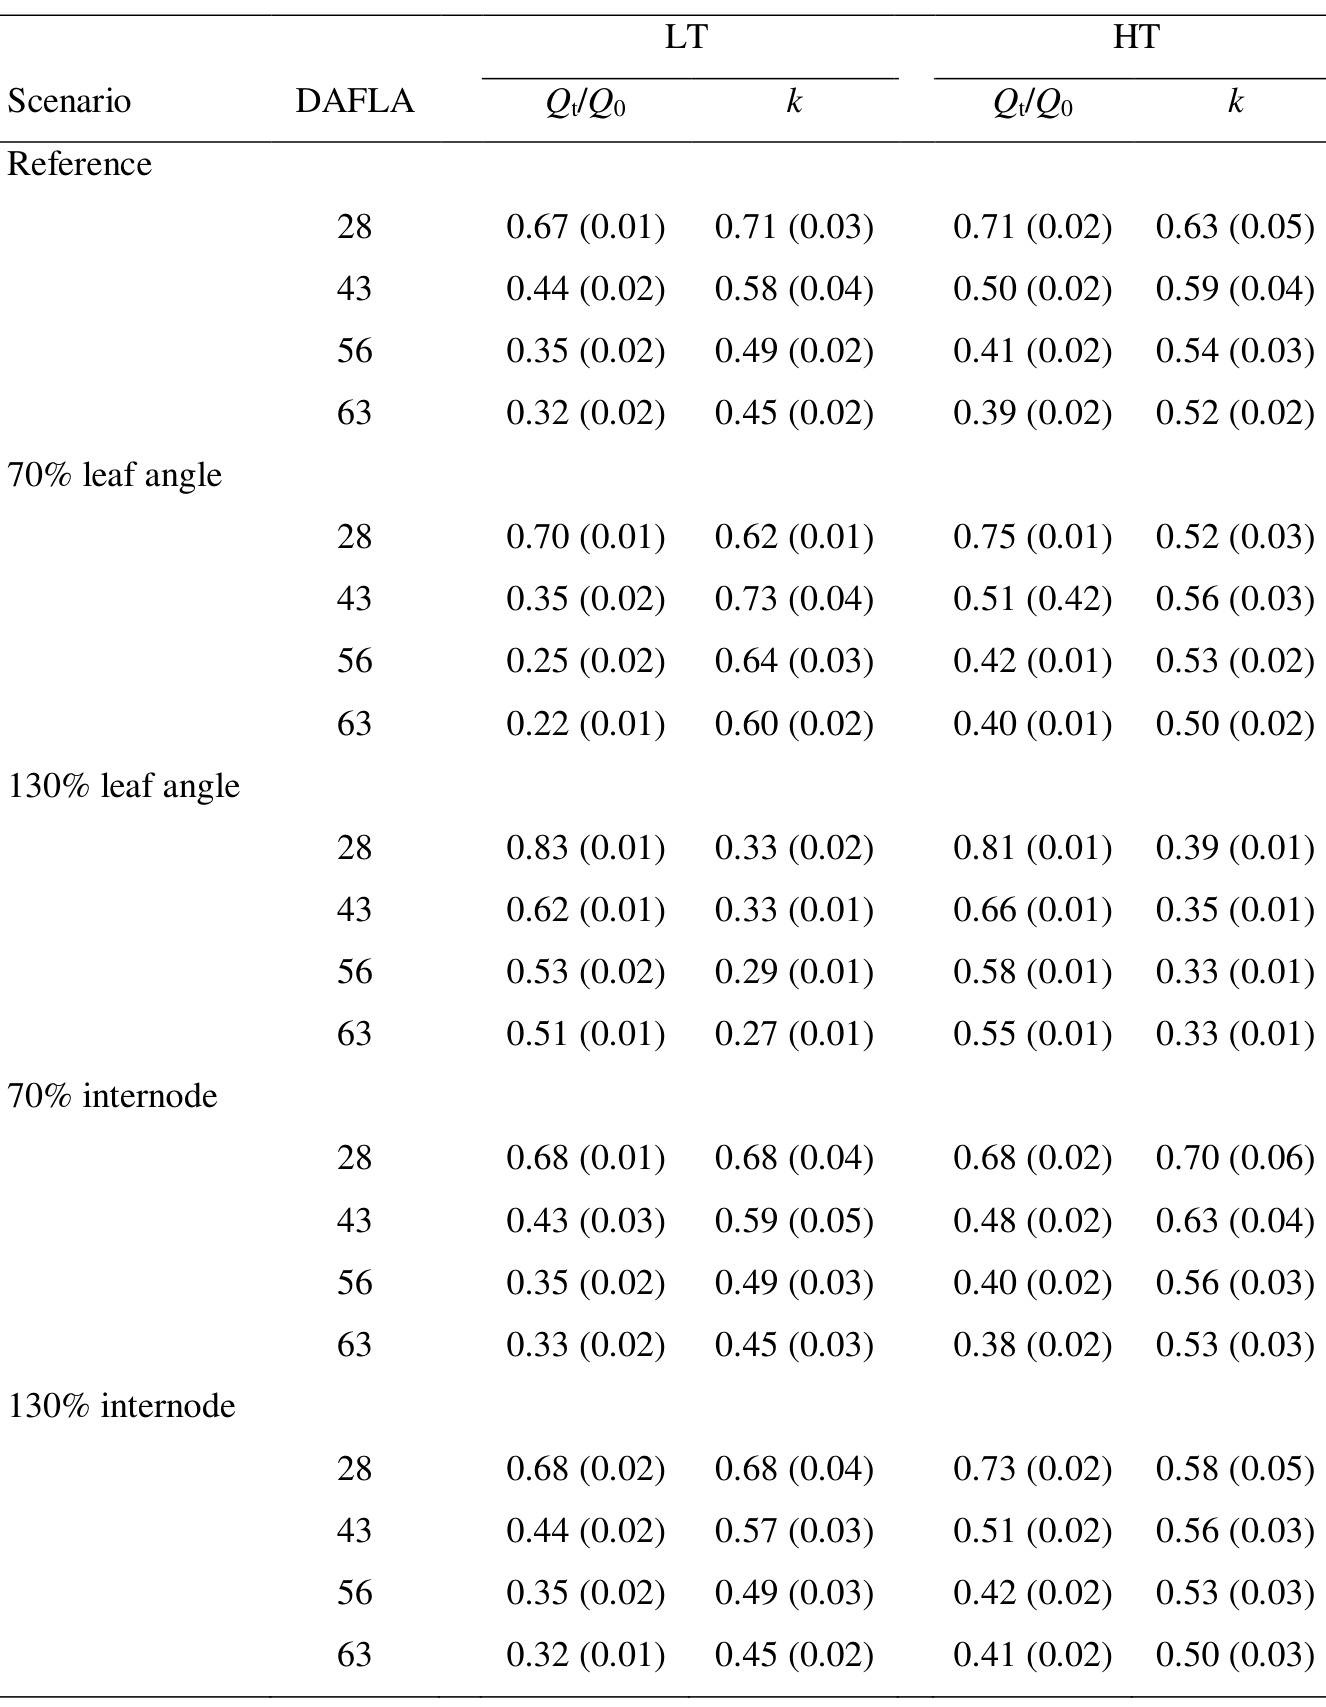 LT HT
Scenario DAFLA Qt/Q0 k Qt/Q0 k
Reference
28 0.67 (0.01) 0.71 (0.03) 0.71 (0.02) 0.63 (0.05)
43 0.44 (0.02) 0.58 (0.04) 0.50 (0.02) 0.59 (0.04)
56 0.35 (0.02) 0.49 (0.02) 0.41 (0.02) 0.54 (0.03)
63 0.32 (0.02) 0.45 (0.02) 0.39 (0.02) 0.52 (0.02)
70% leaf angle
28 0.70 (0.01) 0.62 (0.01) 0.75 (0.01) 0.52 (0.03)
43 0.35 (0.02) 0.73 (0.04) 0.51 (0.42) 0.56 (0.03)
56 0.25 (0.02) 0.64 (0.03) 0.42 (0.01) 0.53 (0.02)
63 0.22 (0.01) 0.60 (0.02) 0.40 (0.01) 0.50 (0.02)
130% leaf angle
28 0.83 (0.01) 0.33 (0.02) 0.81 (0.01) 0.39 (0.01)
43 0.62 (0.01) 0.33 (0.01) 0.66 (0.01) 0.35 (0.01)
56 0.53 (0.02) 0.29 (0.01) 0.58 (0.01) 0.33 (0.01)
63 0.51 (0.01) 0.27 (0.01) 0.55 (0.01) 0.33 (0.01)
70% internode
28 0.68 (0.01) 0.68 (0.04) 0.68 (0.02) 0.70 (0.06)
43 0.43 (0.03) 0.59 (0.05) 0.48 (0.02) 0.63 (0.04)
56 0.35 (0.02) 0.49 (0.03) 0.40 (0.02) 0.56 (0.03)
63 0.33 (0.02) 0.45 (0.03) 0.38 (0.02) 0.53 (0.03)
130% internode
28 0.68 (0.02) 0.68 (0.04) 0.73 (0.02) 0.58 (0.05)
43 0.44 (0.02) 0.57 (0.03) 0.51 (0.02) 0.56 (0.03)
56 0.35 (0.02) 0.49 (0.03) 0.42 (0.02) 0.53 (0.03)
63 0.32 (0.01) 0.45 (0.02) 0.41 (0.02) 0.50 (0.03)